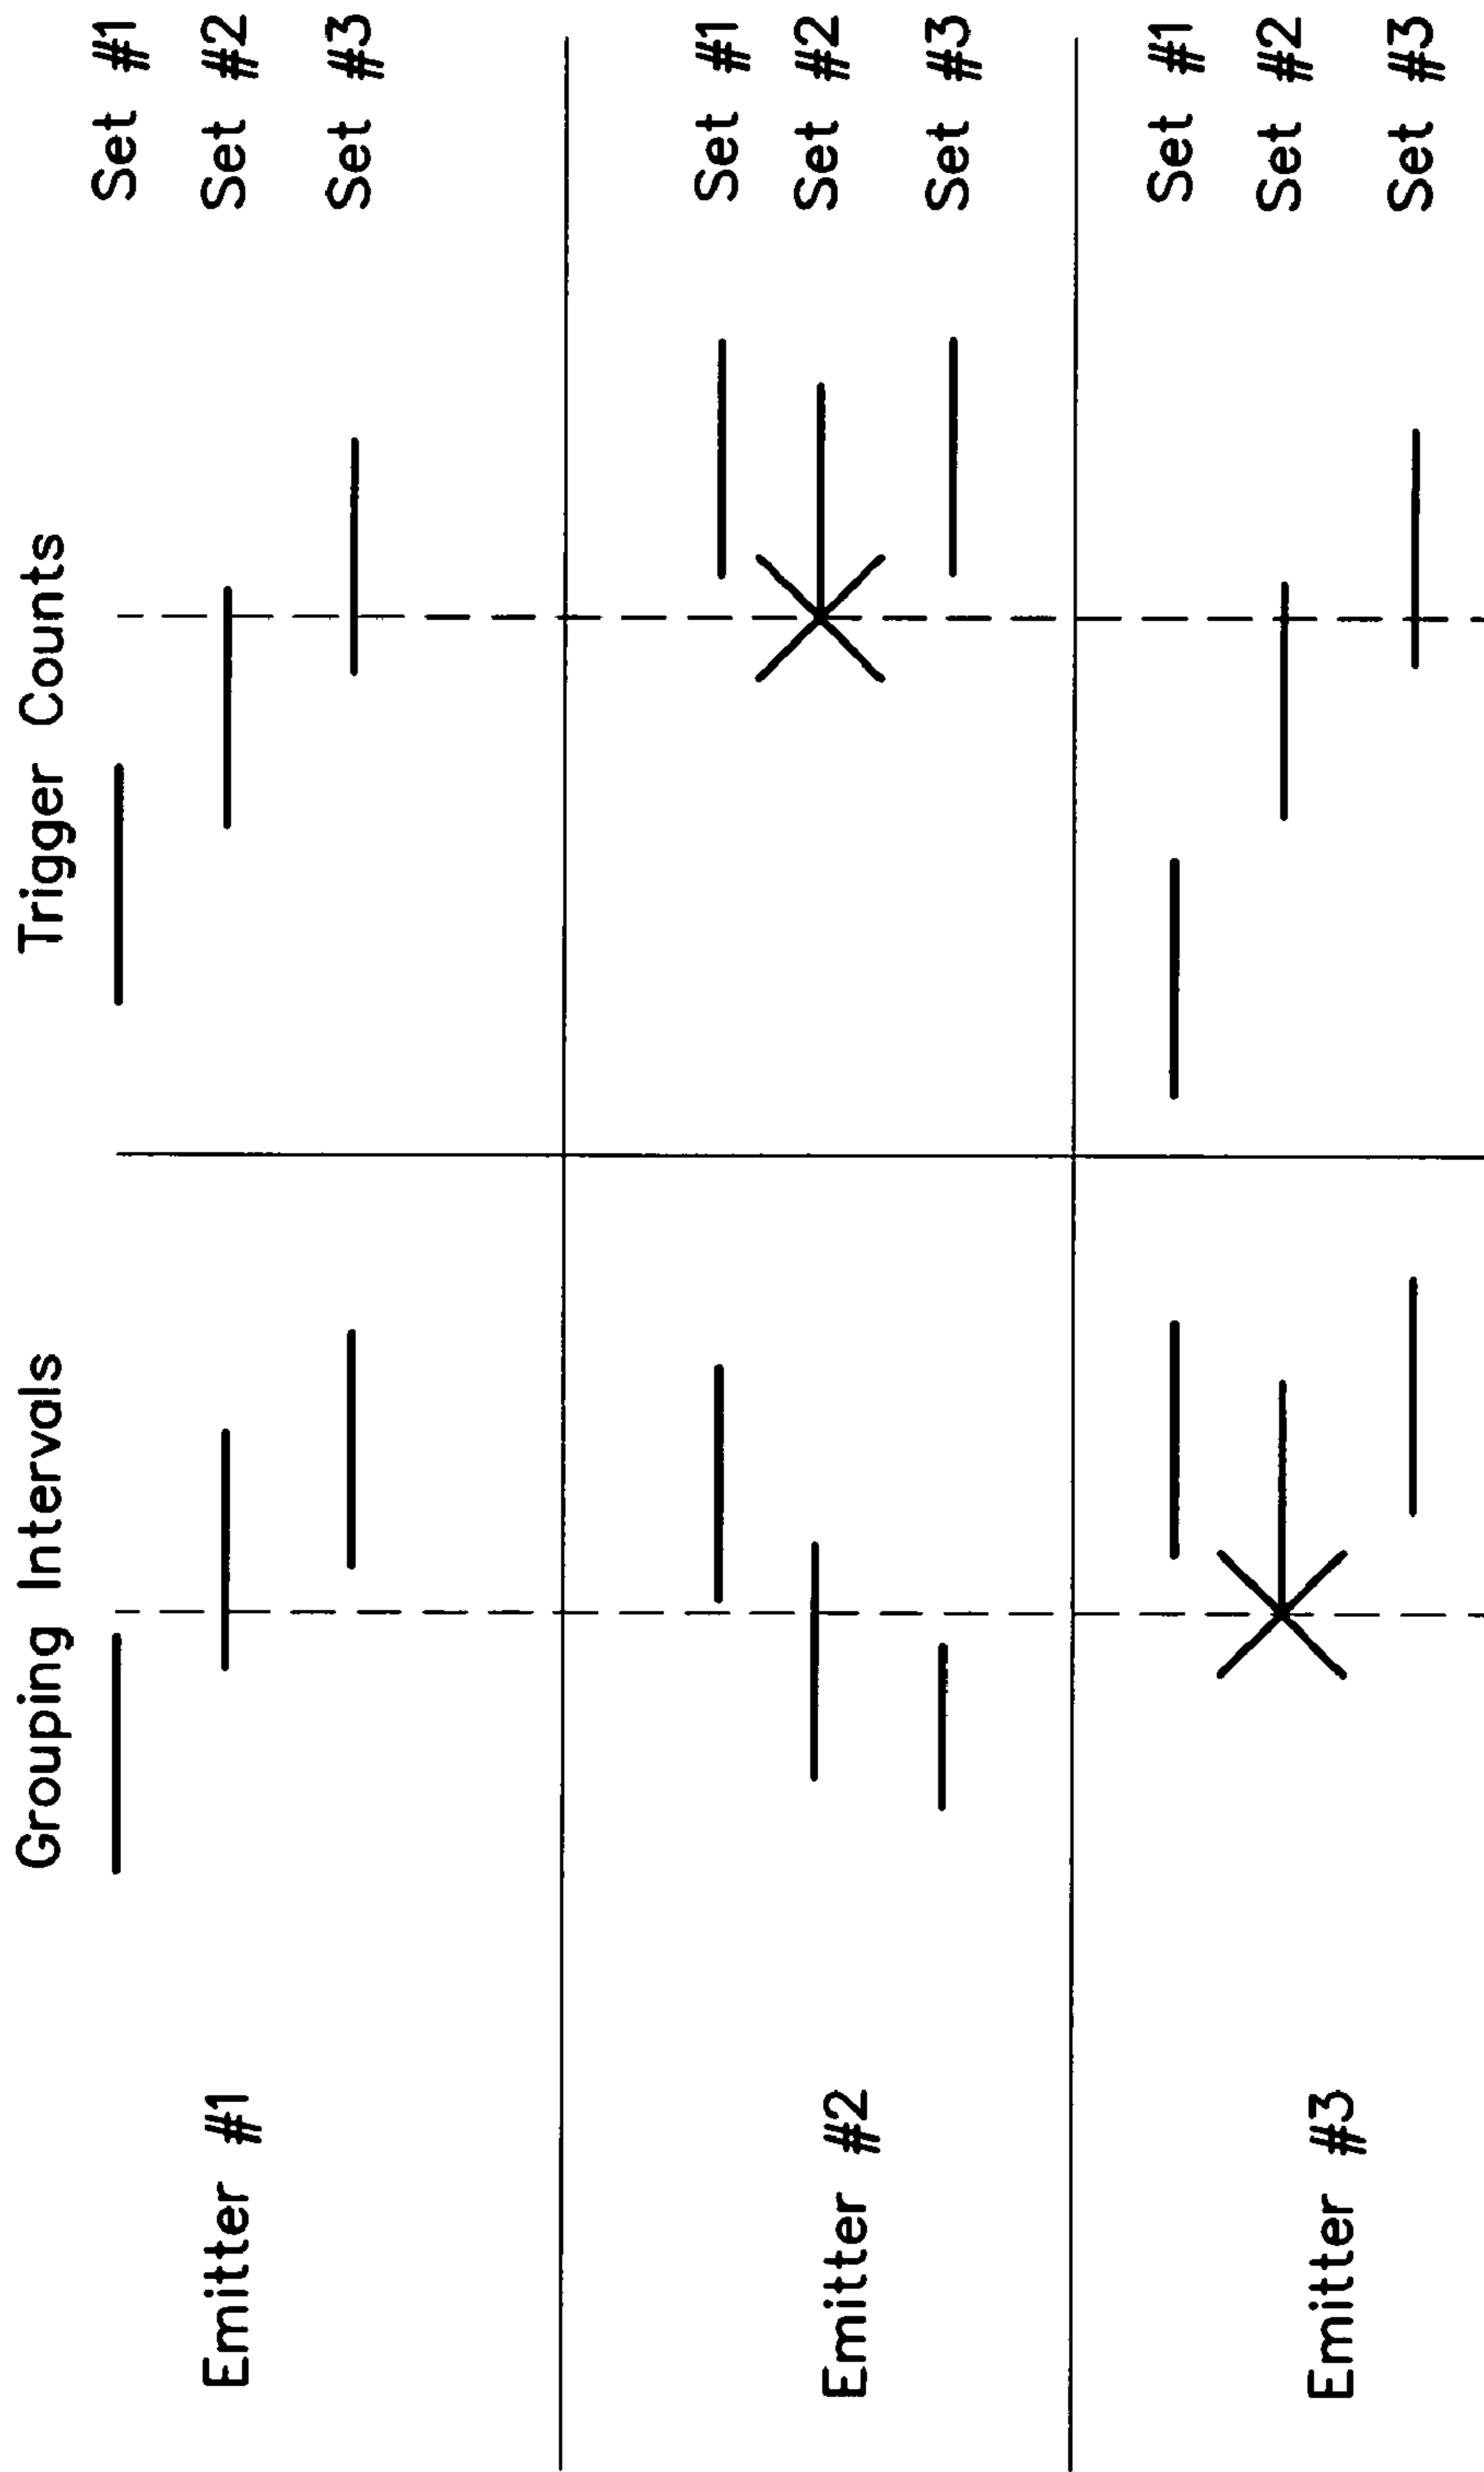 Grouping Intervals
Trigger Counts
Emitter #1
Set #1
Set #2
Set #3
Emitter #2
Set #1
Set #2
Set #3
Emitter #3
Set #1
Set #2
Set #3